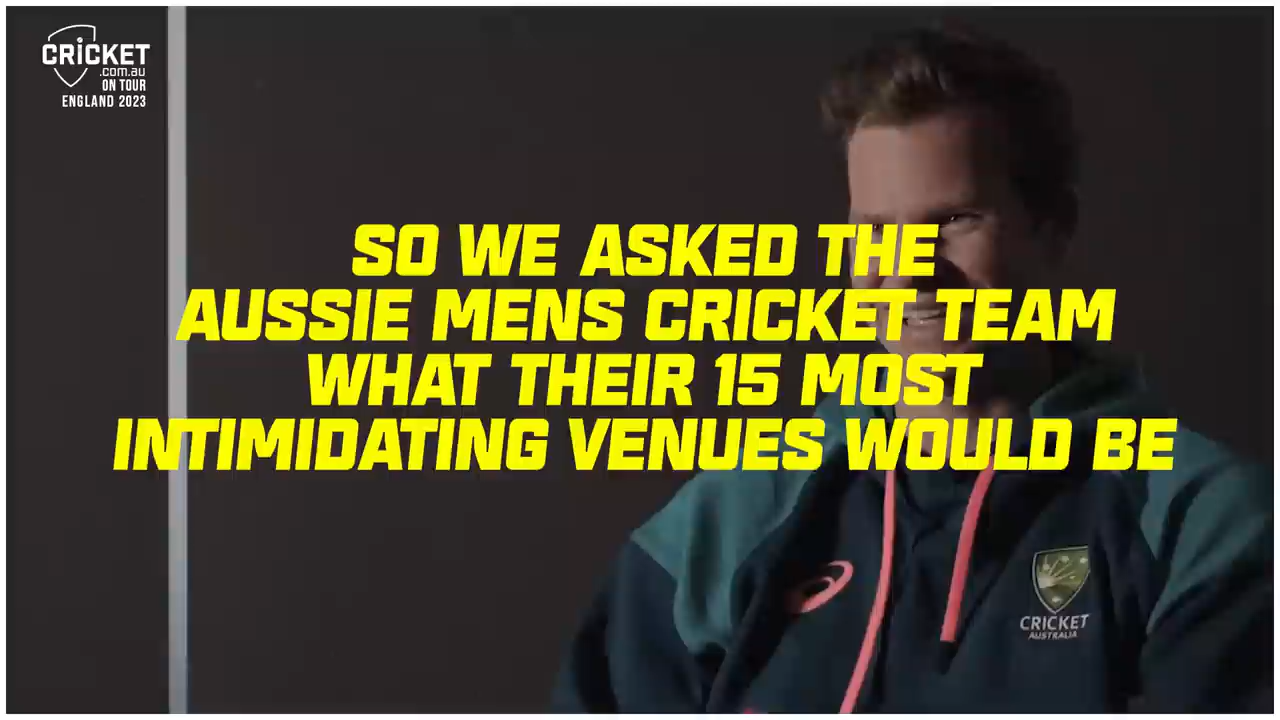 CRICKET
.com.au
ON TOUR
ENGLAND 2023
SO WE ASKED THE
AUSSIE MENS CRICKET TEAM
WHAT THEIR 15 MOST
INTIMIDATING VENUES WOULD BE
CRICKET
AUSTRALIA